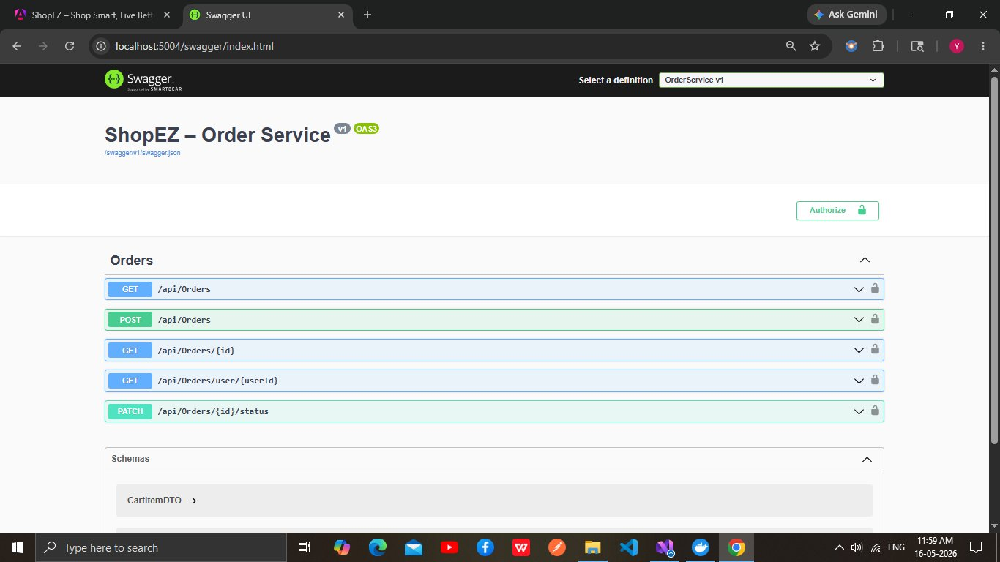 ShopEZ – Shop Smart, Live Bett
Swagger UI
Ask Gemini
localhost:5004/swagger/index.html
Y
Swagger
Supported by SMARTBEAR
Select a definition
OrderService v1
ShopEZ – Order Service v1 OAS3
/swagger/v1/swagger.json
Authorize
Orders
GET /api/Orders
POST /api/Orders
GET /api/Orders/{id}
GET /api/Orders/user/{userId}
PATCH /api/Orders/{id}/status
Schemas
CartItemDTO
Type here to search
ENG
11:59 AM
16-05-2026